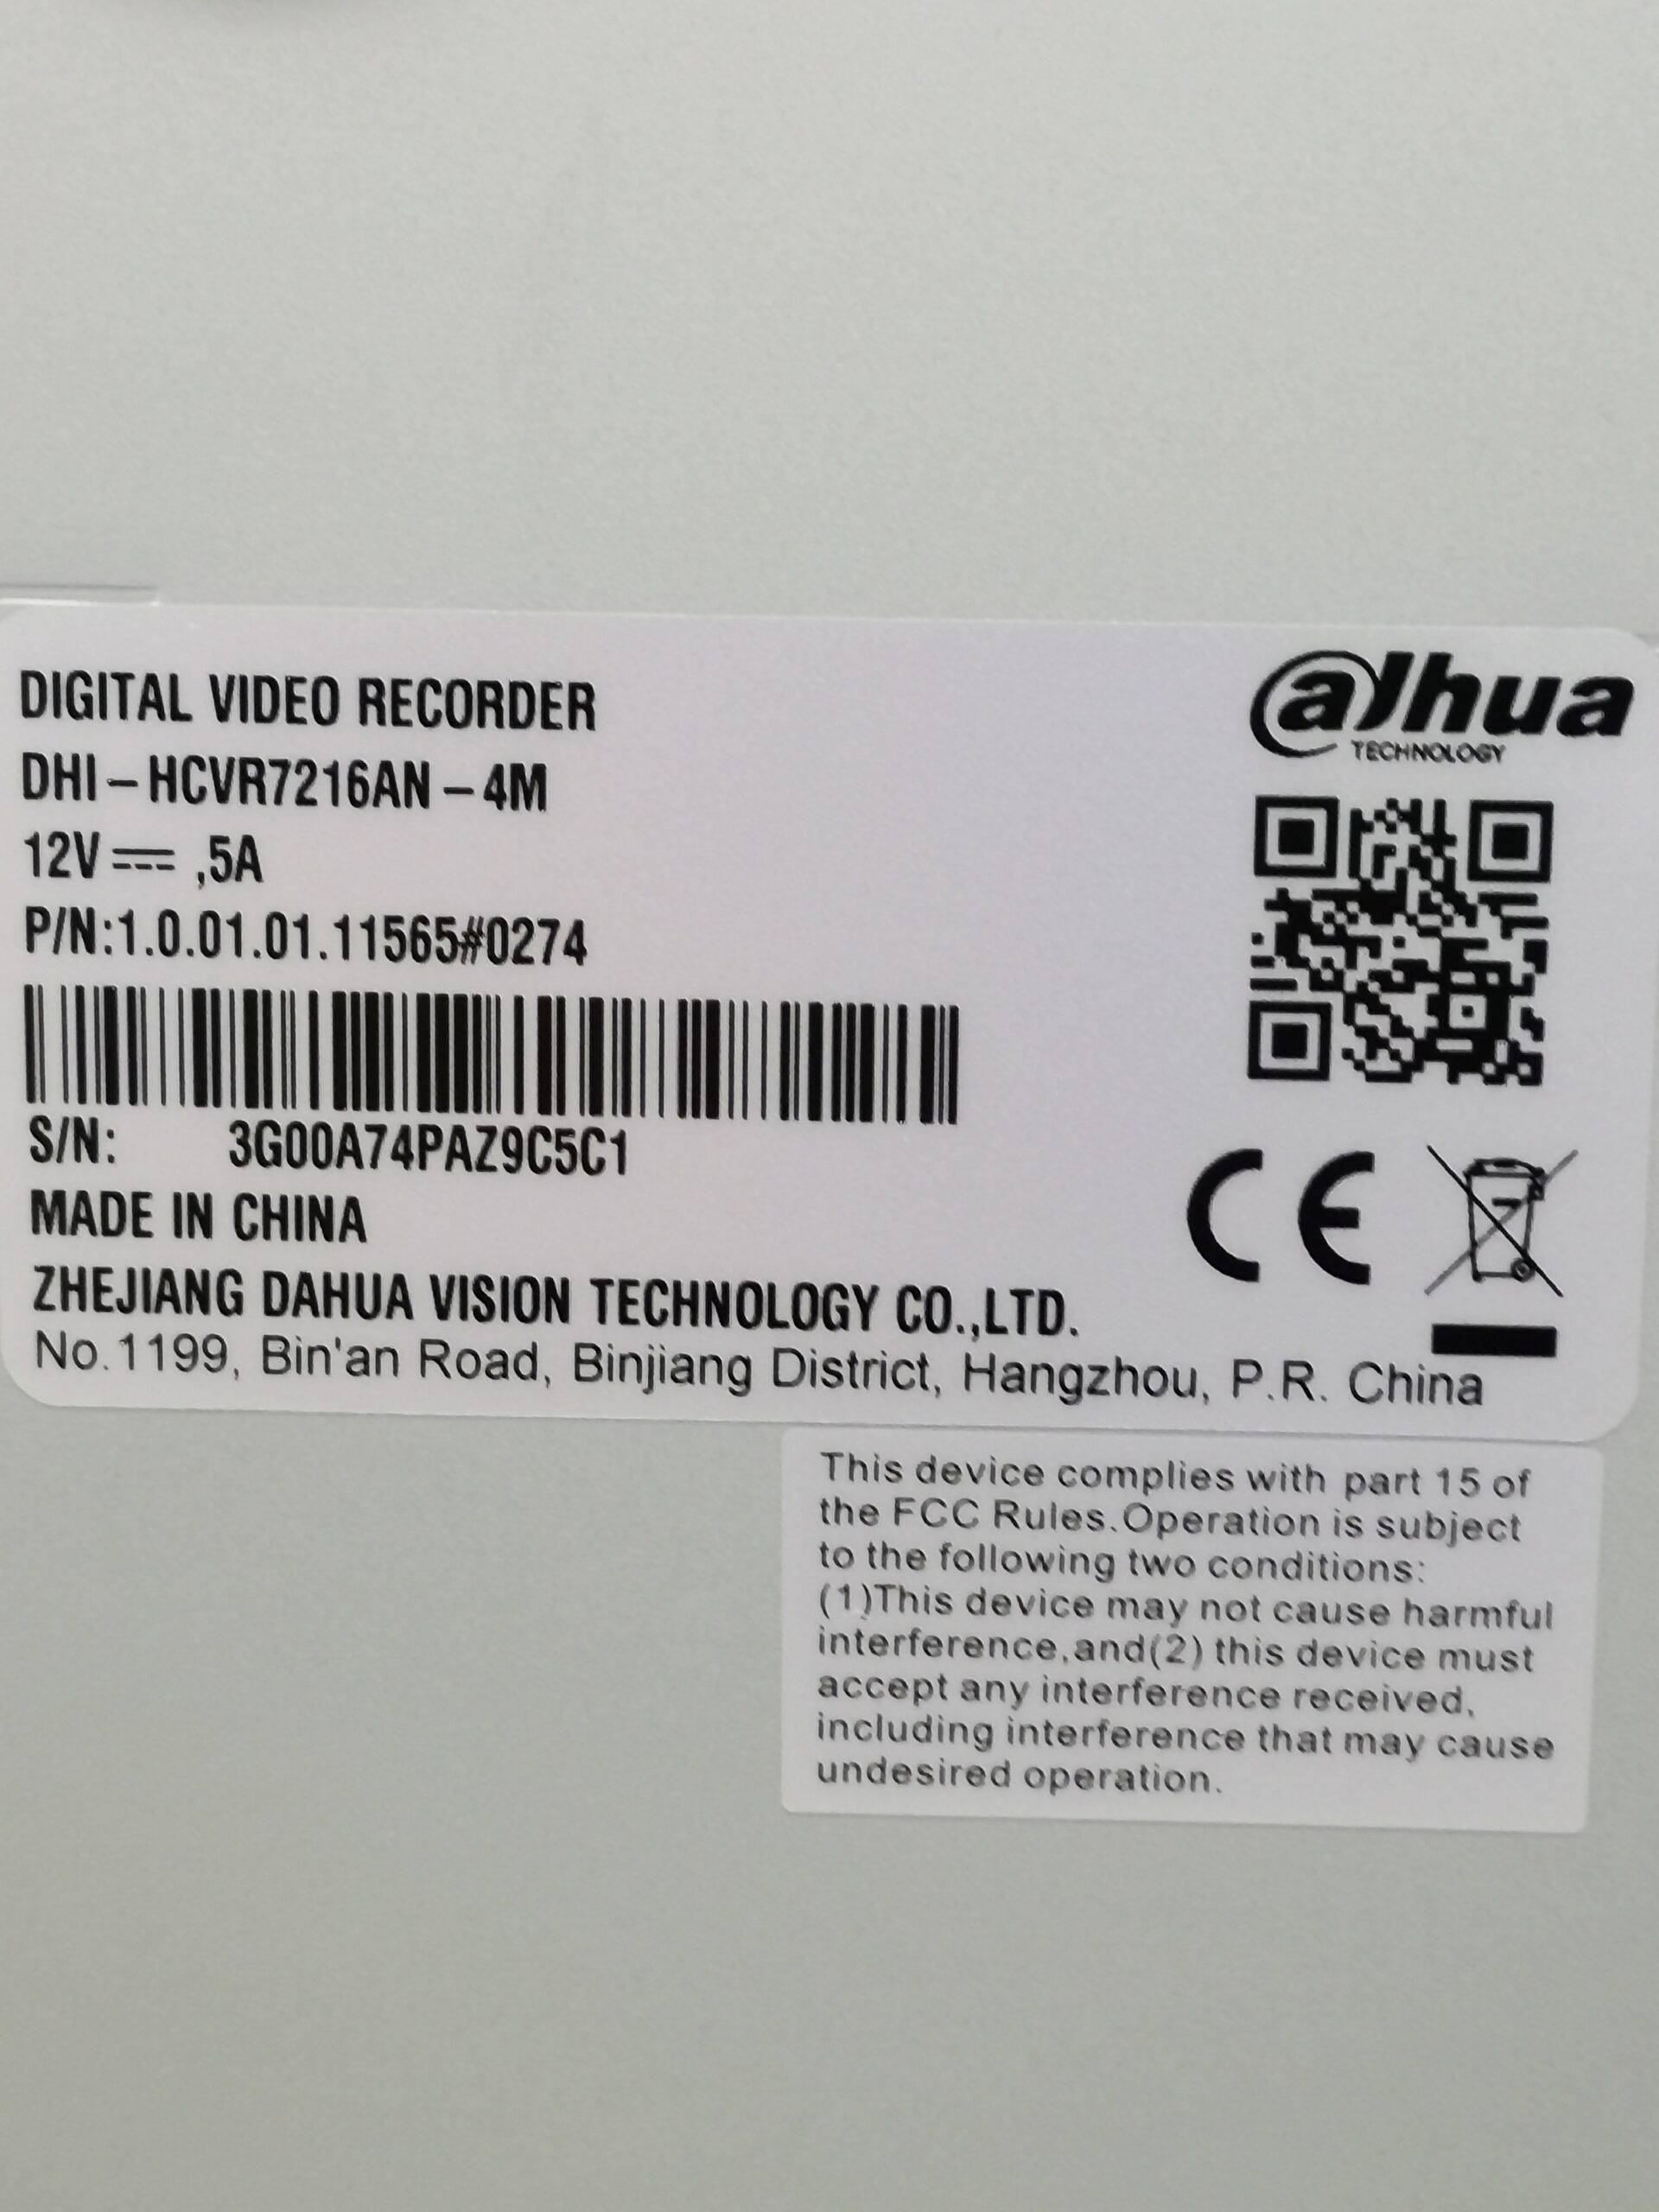 DIGITAL VIDEO RECORDER
DHI-HCVR7216AN-4M
12V ,5A
P/N:1.0.01.01.11565#0274
S/N: 3G00A74PAZ9C5C1
MADE IN CHINA
ZHEJIANG DAHUA VISION TECHNOLOGY CO.,LTD.
No.1199, Bin'an Road, Binjiang District, Hangzhou, P.R. China
alhua
TECHNOLOGY
CE
This device complies with part 15 of
the FCC Rules.Operation is subject
to the following two conditions:
(1)This device may not cause harmful
interference,and(2) this device must
accept any interference received,
including interference that may cause
undesired operation.